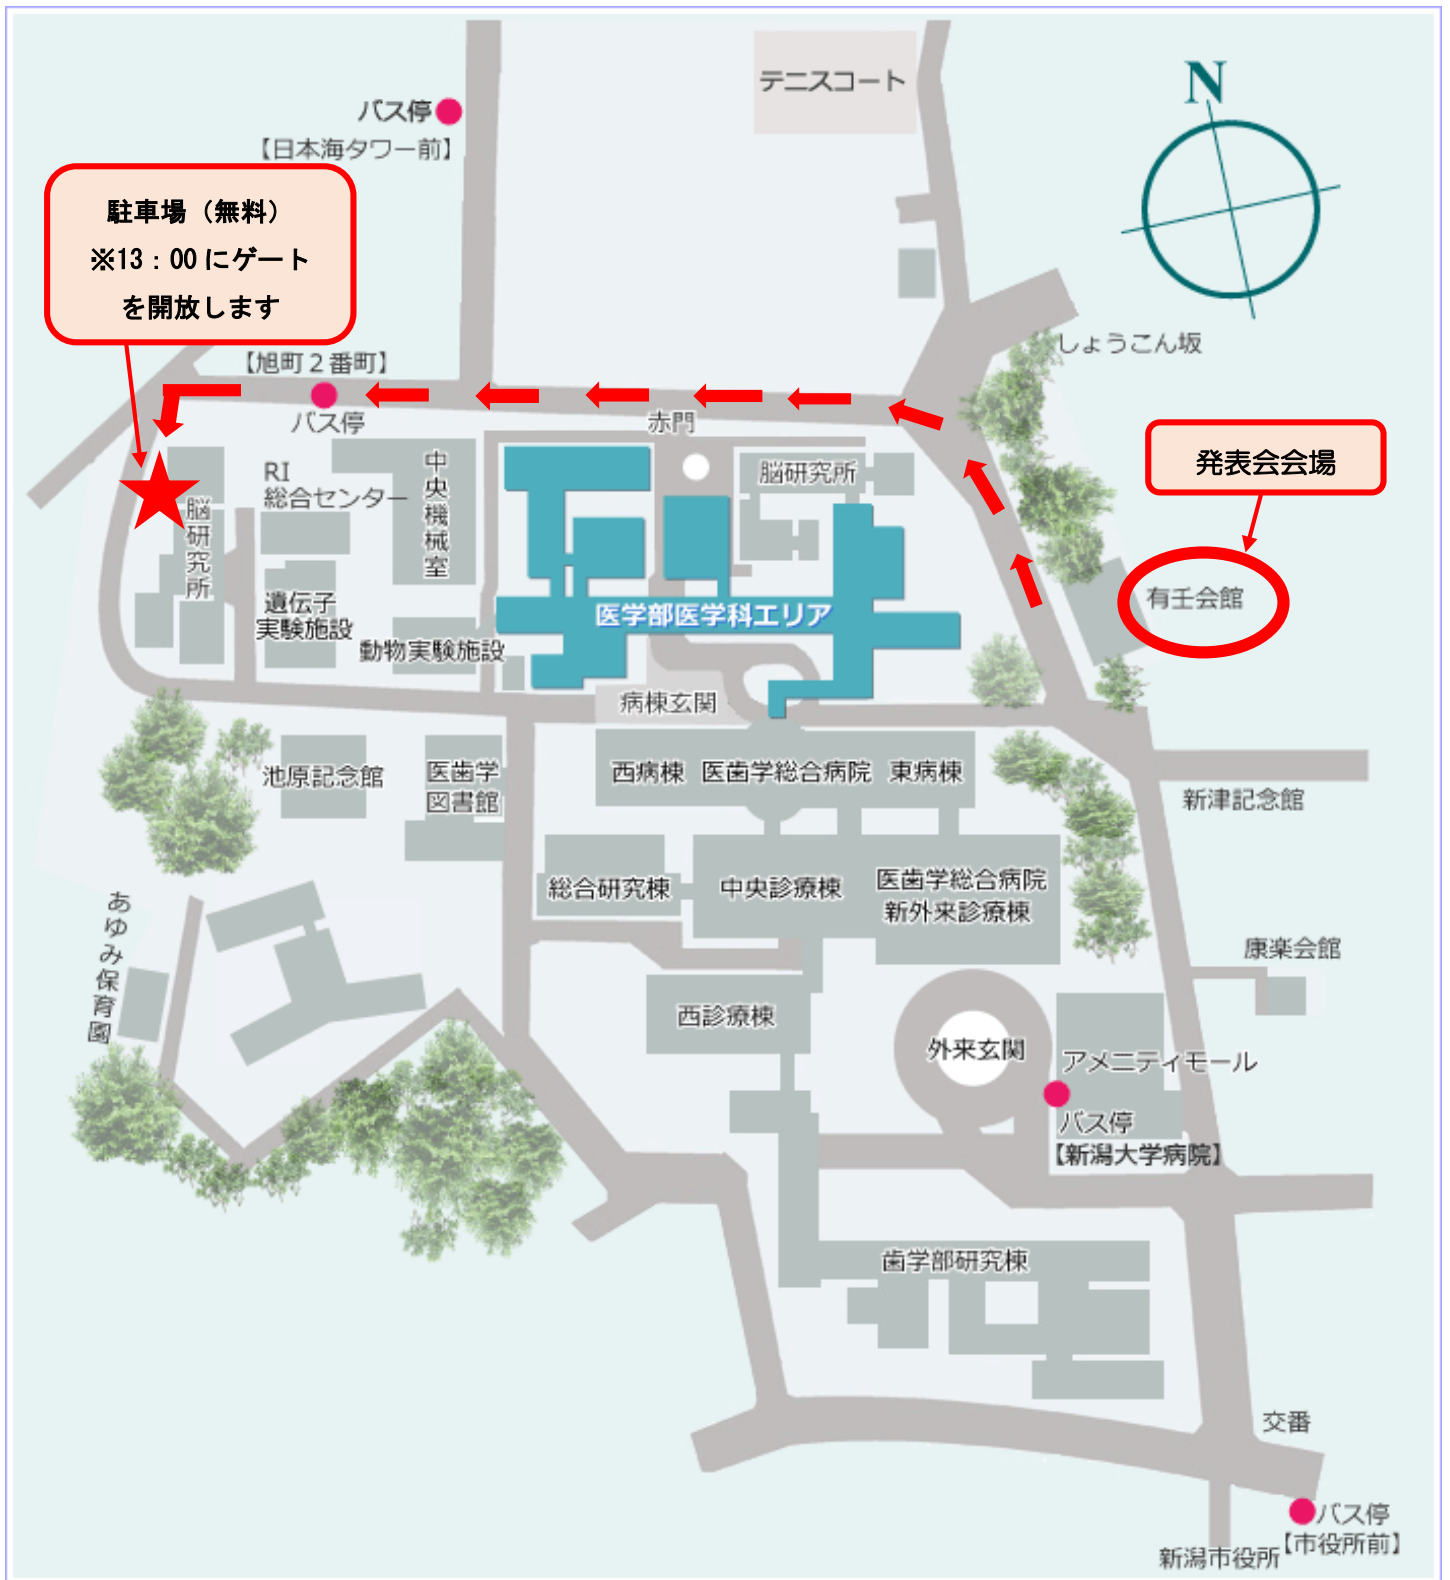 テニスコート
N
バス停
【日本海タワー前】
駐車場（無料）
※13：00にゲート
を開放します
しょうこん坂
【旭町２番町】
バス停
赤門
発表会会場
RI
総合センター
中央機械室
脳研究所
脳研究所
有壬会館
遺伝子
実験施設
医学部医学科エリア
動物実験施設
病棟玄関
池原記念館
医歯学
図書館
西病棟
医歯学総合病院
東病棟
新津記念館
総合研究棟
中央診療棟
医歯学総合病院
新外来診療棟
あゆみ保育園
康楽会館
西診療棟
外来玄関
アメニティモール
バス停
【新潟大学病院】
歯学部研究棟
交番
バス停
【市役所前】
新潟市役所